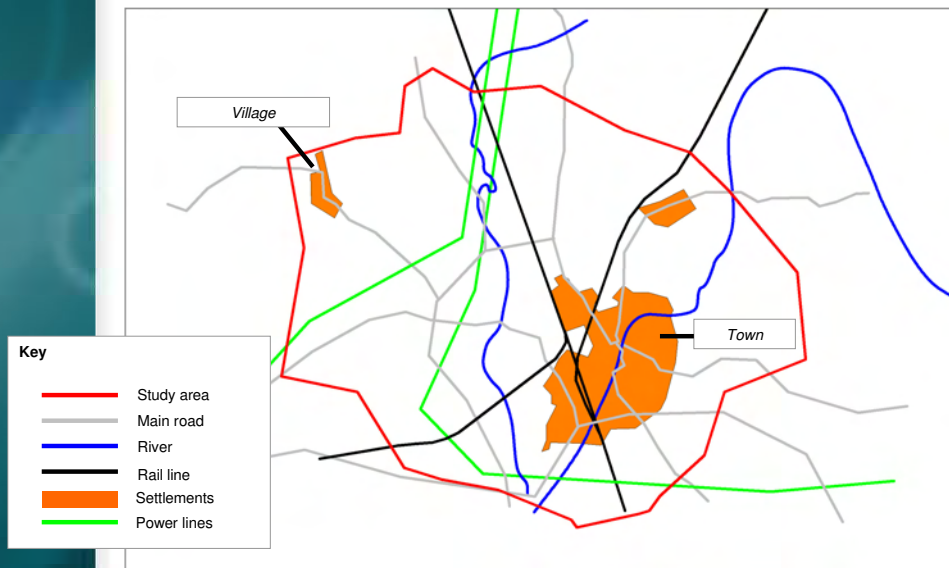 Village
Town
Key
Study area
Main road
River
Rail line
Settlements
Power lines